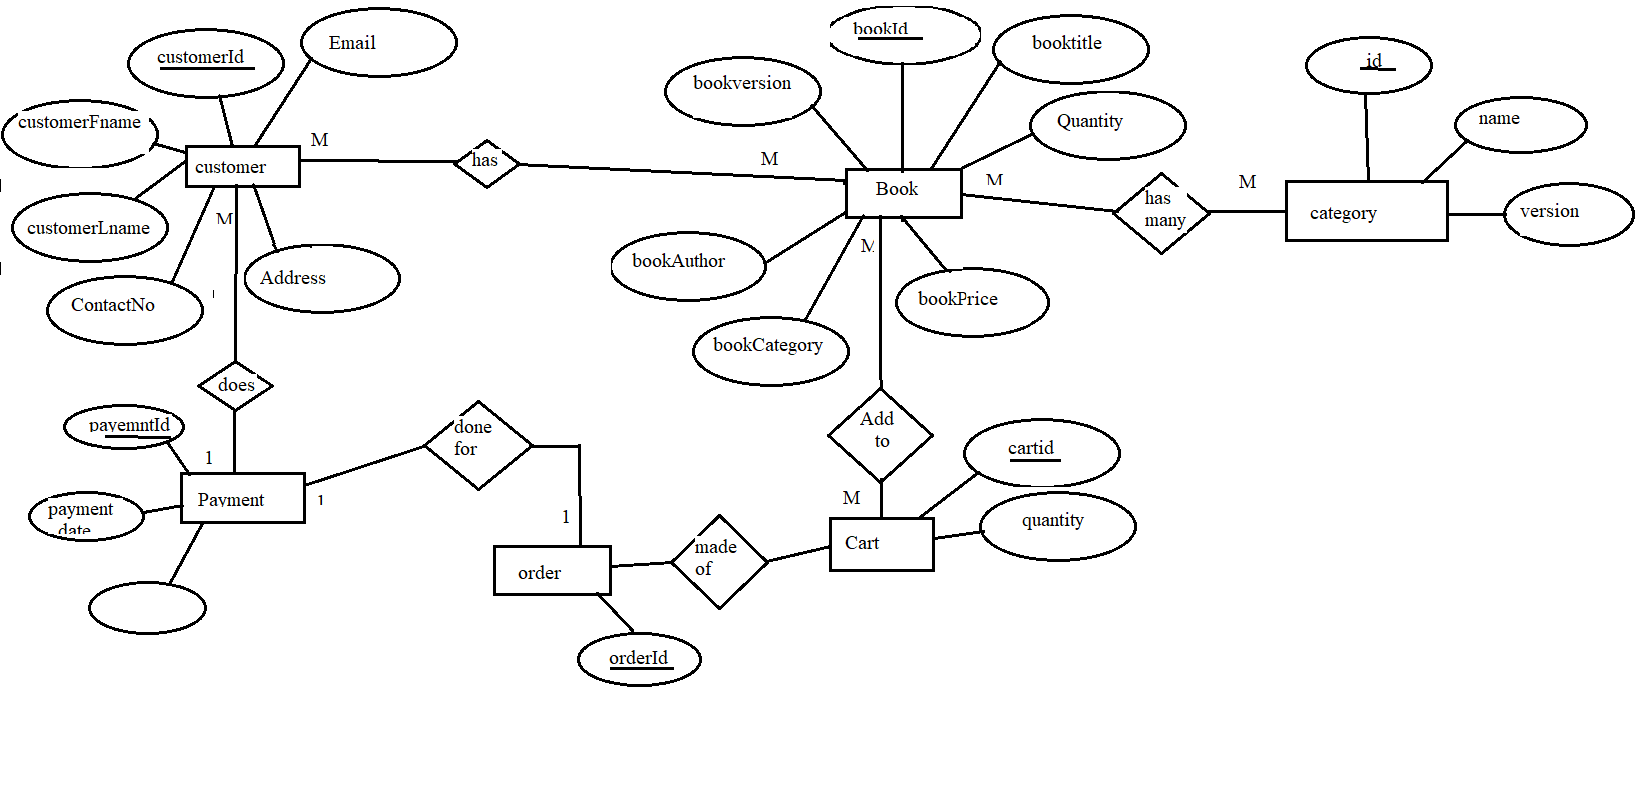 customerId
Email
bookId
booktitle
id
bookversion
name
customerFname
Quantity
M
has
M
customer
Book
M
M
has
many
category
version
customerLname
M
M
bookAuthor
Address
ContactNo
bookPrice
bookCategory
does
payemntId
done
for
Add
to
cartid
1
Payment
1
M
payment
date
1
quantity
made
of
Cart
order
orderId